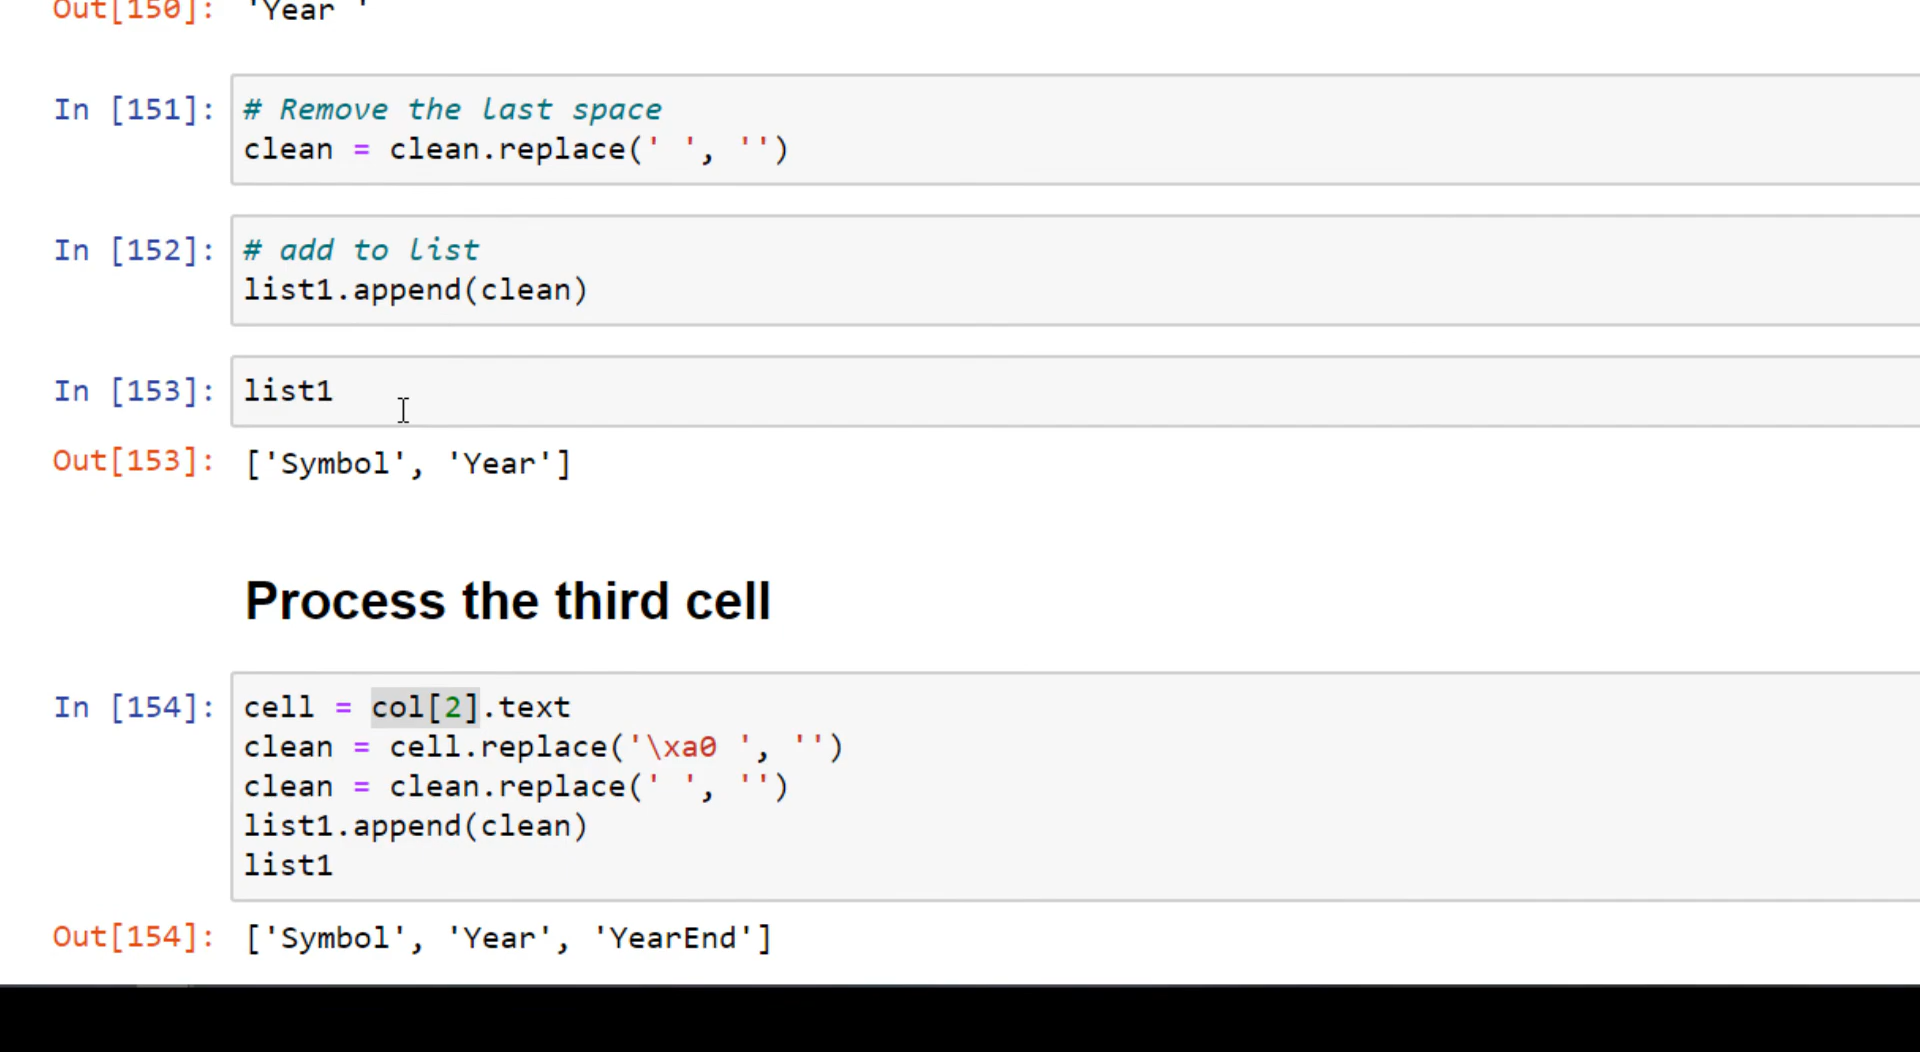 Out[150]: 'Year '
In [151]: # Remove the last space
clean = clean.replace(' ', '')
In [152]: # add to list
list1.append(clean)
In [153]: list1
Out[153]: ['Symbol', 'Year']
Process the third cell
In [154]: cell = col[2].text
clean = cell.replace('\xa0 ', '')
clean = clean.replace(' ', '')
list1.append(clean)
list1
Out[154]: ['Symbol', 'Year', 'YearEnd']